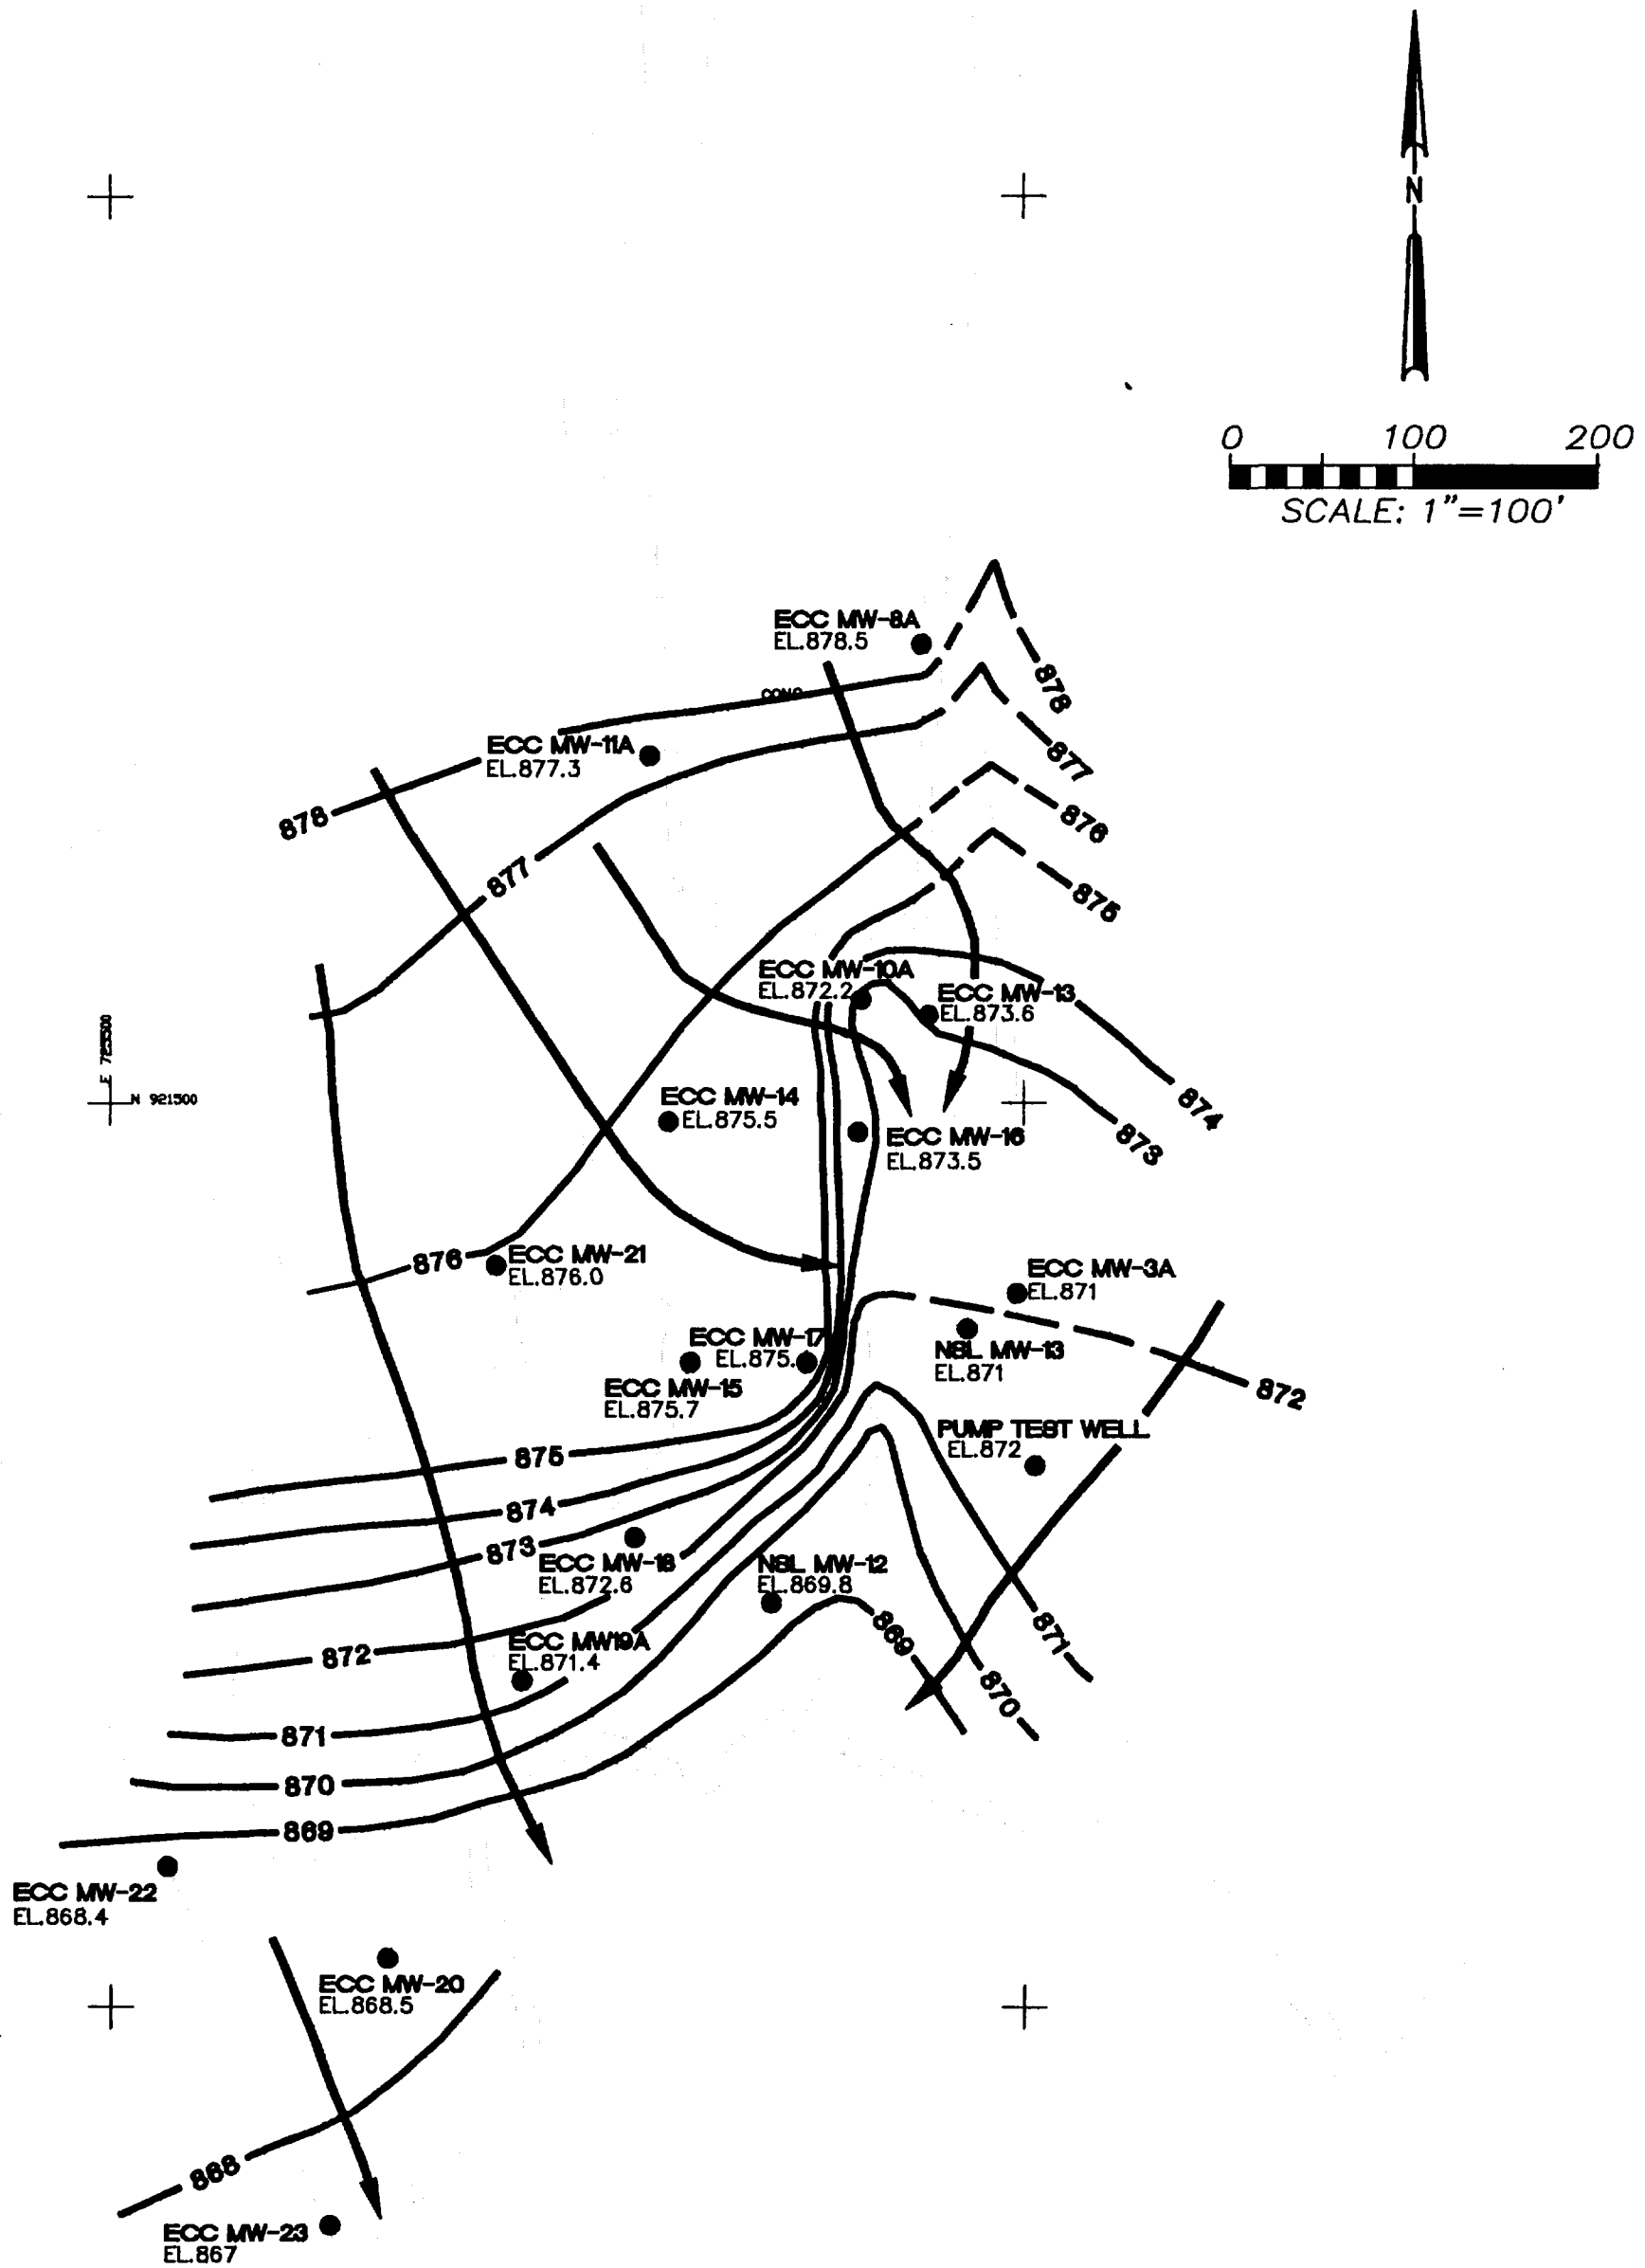 N
0 100 200
SCALE: 1"=100'
ECC MW-8A
EL.878.5
878
CONC
ECC MW-11A
EL.877.3
877
878
876
877
875
ECC MW-10A
EL.872.2
ECC MW-13
EL.873.6
E 725500
N 921500
ECC MW-14
EL.875.5
874
ECC MW-16
EL.873.5
873
876
ECC MW-21
EL.876.0
ECC MW-3A
EL.871
ECC MW-17
EL.875.
NSL MW-13
EL.871
ECC MW-15
EL.875.7
872
PUMP TEST WELL
EL.872
875
874
873
ECC MW-18
EL.872.6
NSL MW-12
EL.869.8
869
871
872
ECC MW19A
EL.871.4
870
871
870
869
ECC MW-22
EL.868.4
ECC MW-20
EL.868.5
868
ECC MW-23
EL.867